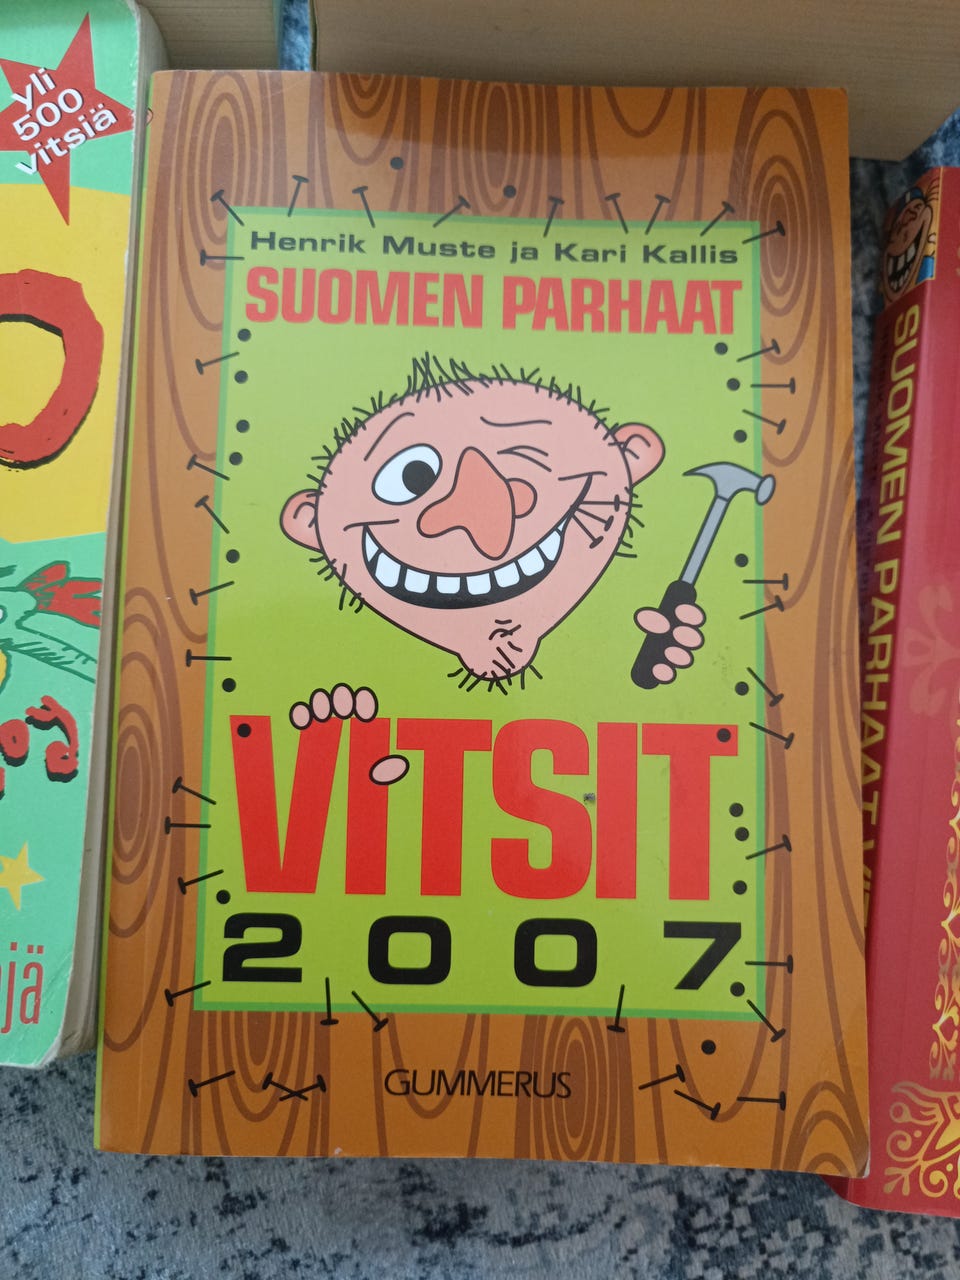 yli
500
vitsiä
Henrik Muste ja Kari Kallis
SUOMEN PARHAAT
VITSIT
2007
GUMMERUS
SUOMEN PARHAAT